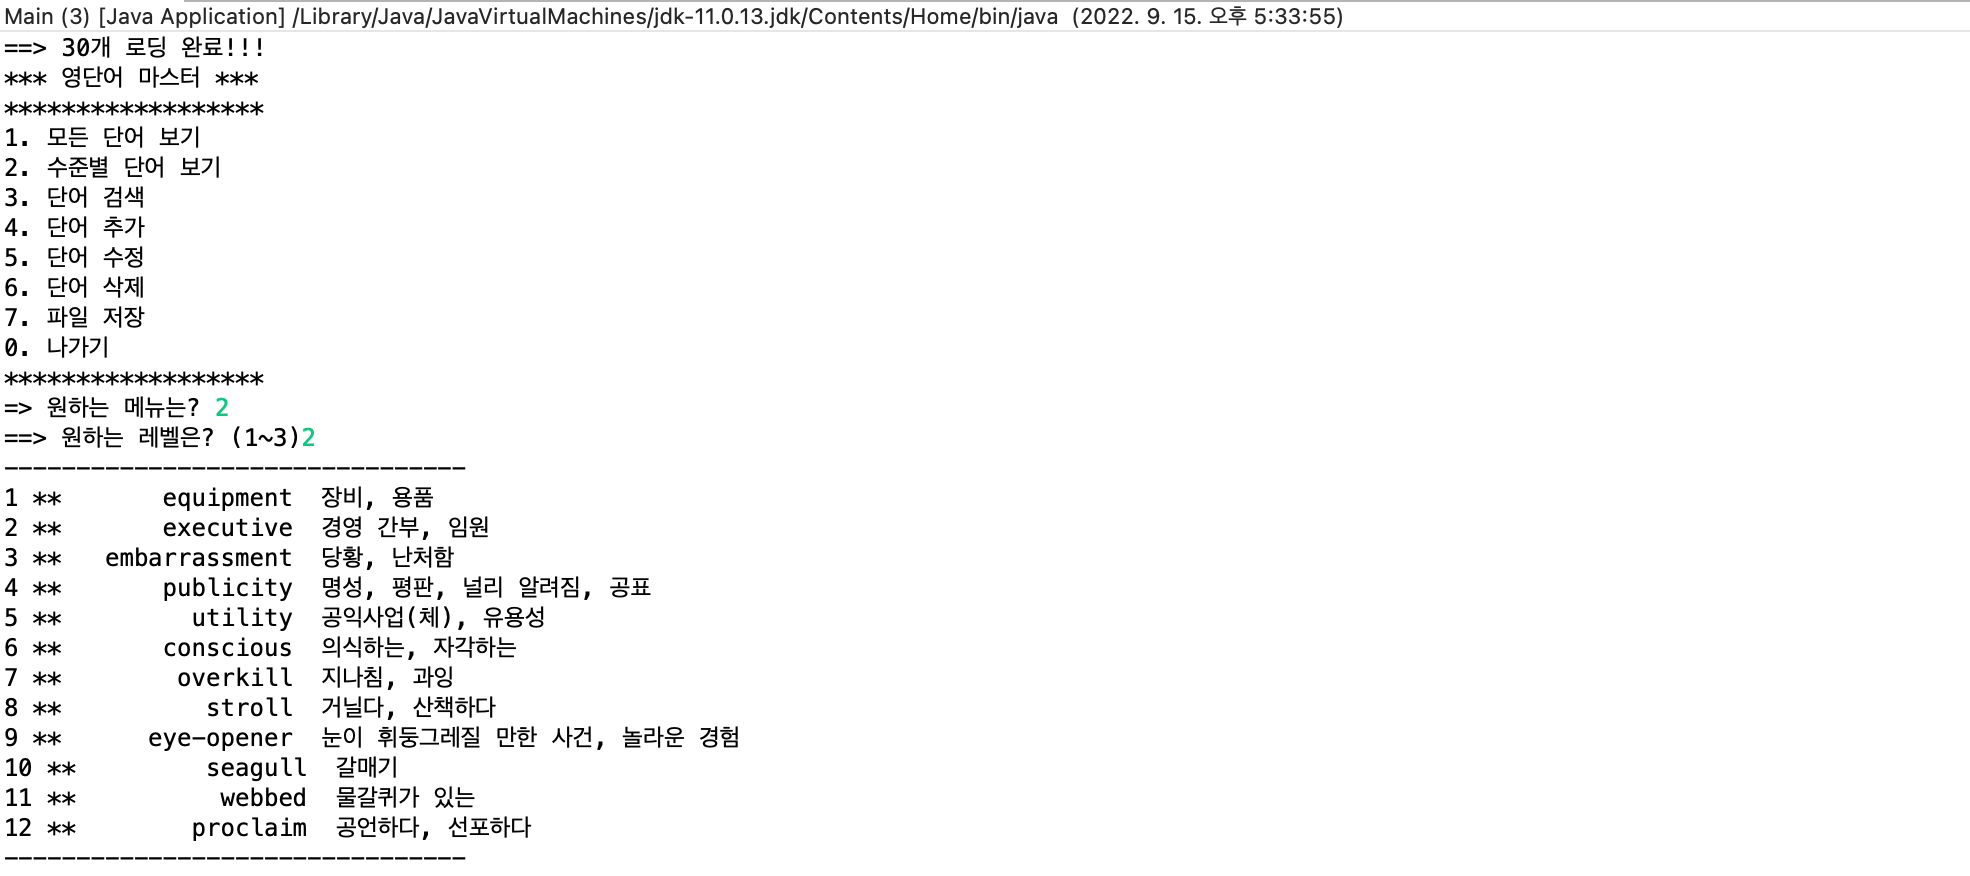 Main (3) [Java Application] /Library/Java/JavaVirtualMachines/jdk-11.0.13.jdk/Contents/Home/bin/java  (2022. 9. 15. 오후 5:33:55)
==> 30개 로딩 완료!!!
*** 영단어 마스터 ***
******************
1. 모든 단어 보기
2. 수준별 단어 보기
3. 단어 검색
4. 단어 추가
5. 단어 수정
6. 단어 삭제
7. 파일 저장
0. 나가기
******************
=> 원하는 메뉴는? 2
==> 원하는 레벨은? (1~3)2
--------------------------------
1 **       equipment  장비, 용품
2 **       executive  경영 간부, 임원
3 **   embarrassment  당황, 난처함
4 **       publicity  명성, 평판, 널리 알려짐, 공표
5 **         utility  공익사업(체), 유용성
6 **       conscious  의식하는, 자각하는
7 **        overkill  지나침, 과잉
8 **          stroll  거닐다, 산책하다
9 **      eye-opener  눈이 휘둥그레질 만한 사건, 놀라운 경험
10 **         seagull  갈매기
11 **          webbed  물갈퀴가 있는
12 **        proclaim  공언하다, 선포하다
--------------------------------